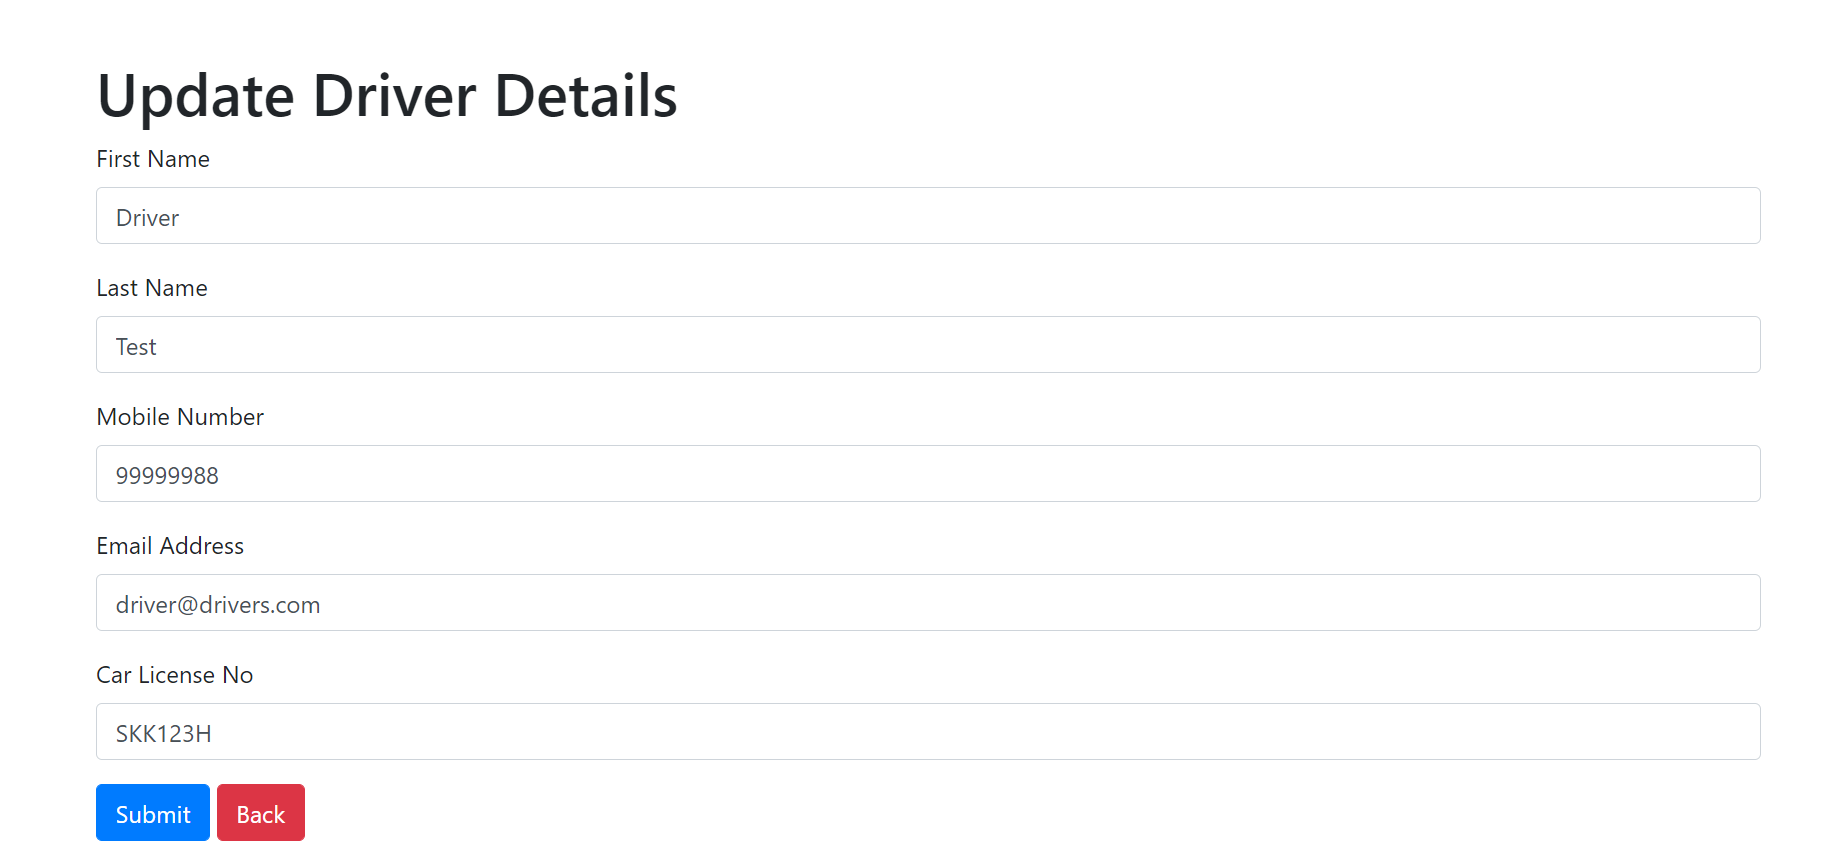 Update Driver Details
First Name
Driver
Last Name
Test
Mobile Number
99999988
Email Address
driver@drivers.com
Car License No
SKK123H
Submit Back